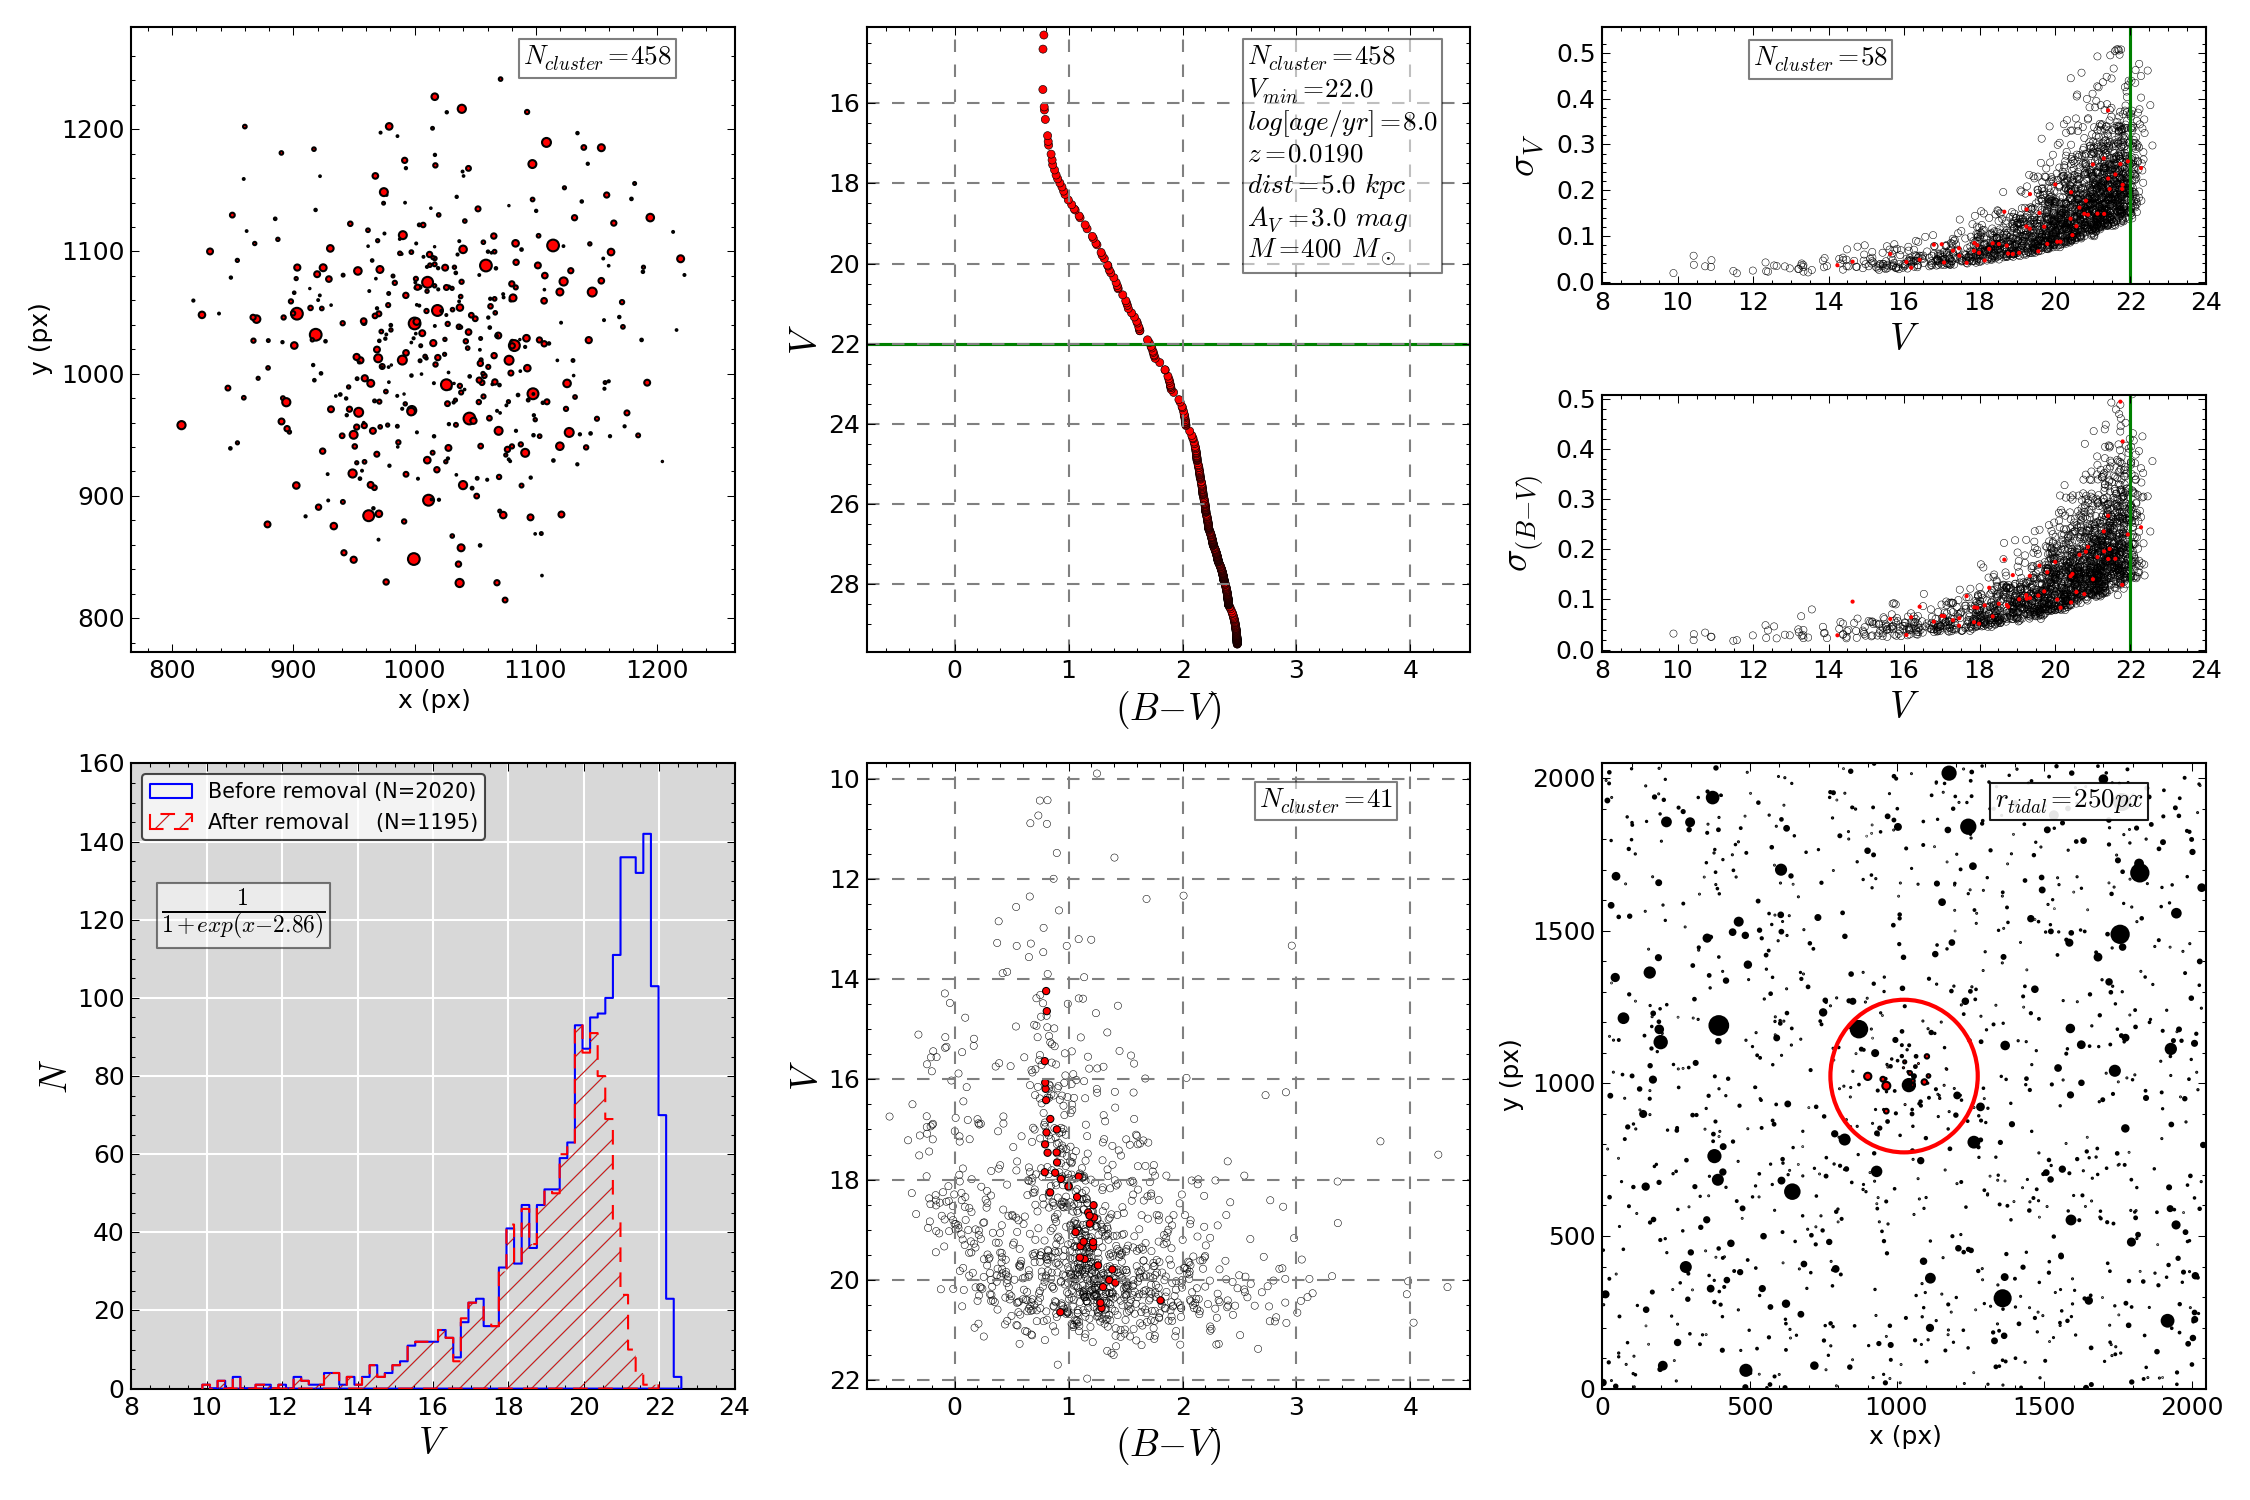 N_cluster=458
1200
1100
1000
900
800
y (px)
800 900 1000 1100 1200
x (px)
N_cluster=458
V_min=22.0
log[age/yr]=8.0
z=0.0190
dist=5.0 kpc
A_V=3.0 mag
M=400 M_⊙
16
18
20
22
24
26
28
V
0 1 2 3 4
(B−V)
N_cluster=58
0.5
0.4
0.3
0.2
0.1
0.0
σ_V
8 10 12 14 16 18 20 22 24
V
0.5
0.4
0.3
0.2
0.1
0.0
σ_(B−V)
8 10 12 14 16 18 20 22 24
V
160
140
120
100
80
60
40
20
0
N
Before removal (N=2020)
After removal (N=1195)
1
1+exp(x−2.86)
8 10 12 14 16 18 20 22 24
V
N_cluster=41
10
12
14
16
18
20
22
V
0 1 2 3 4
(B−V)
r_tidal=250px
2000
1500
1000
500
0
y (px)
0 500 1000 1500 2000
x (px)